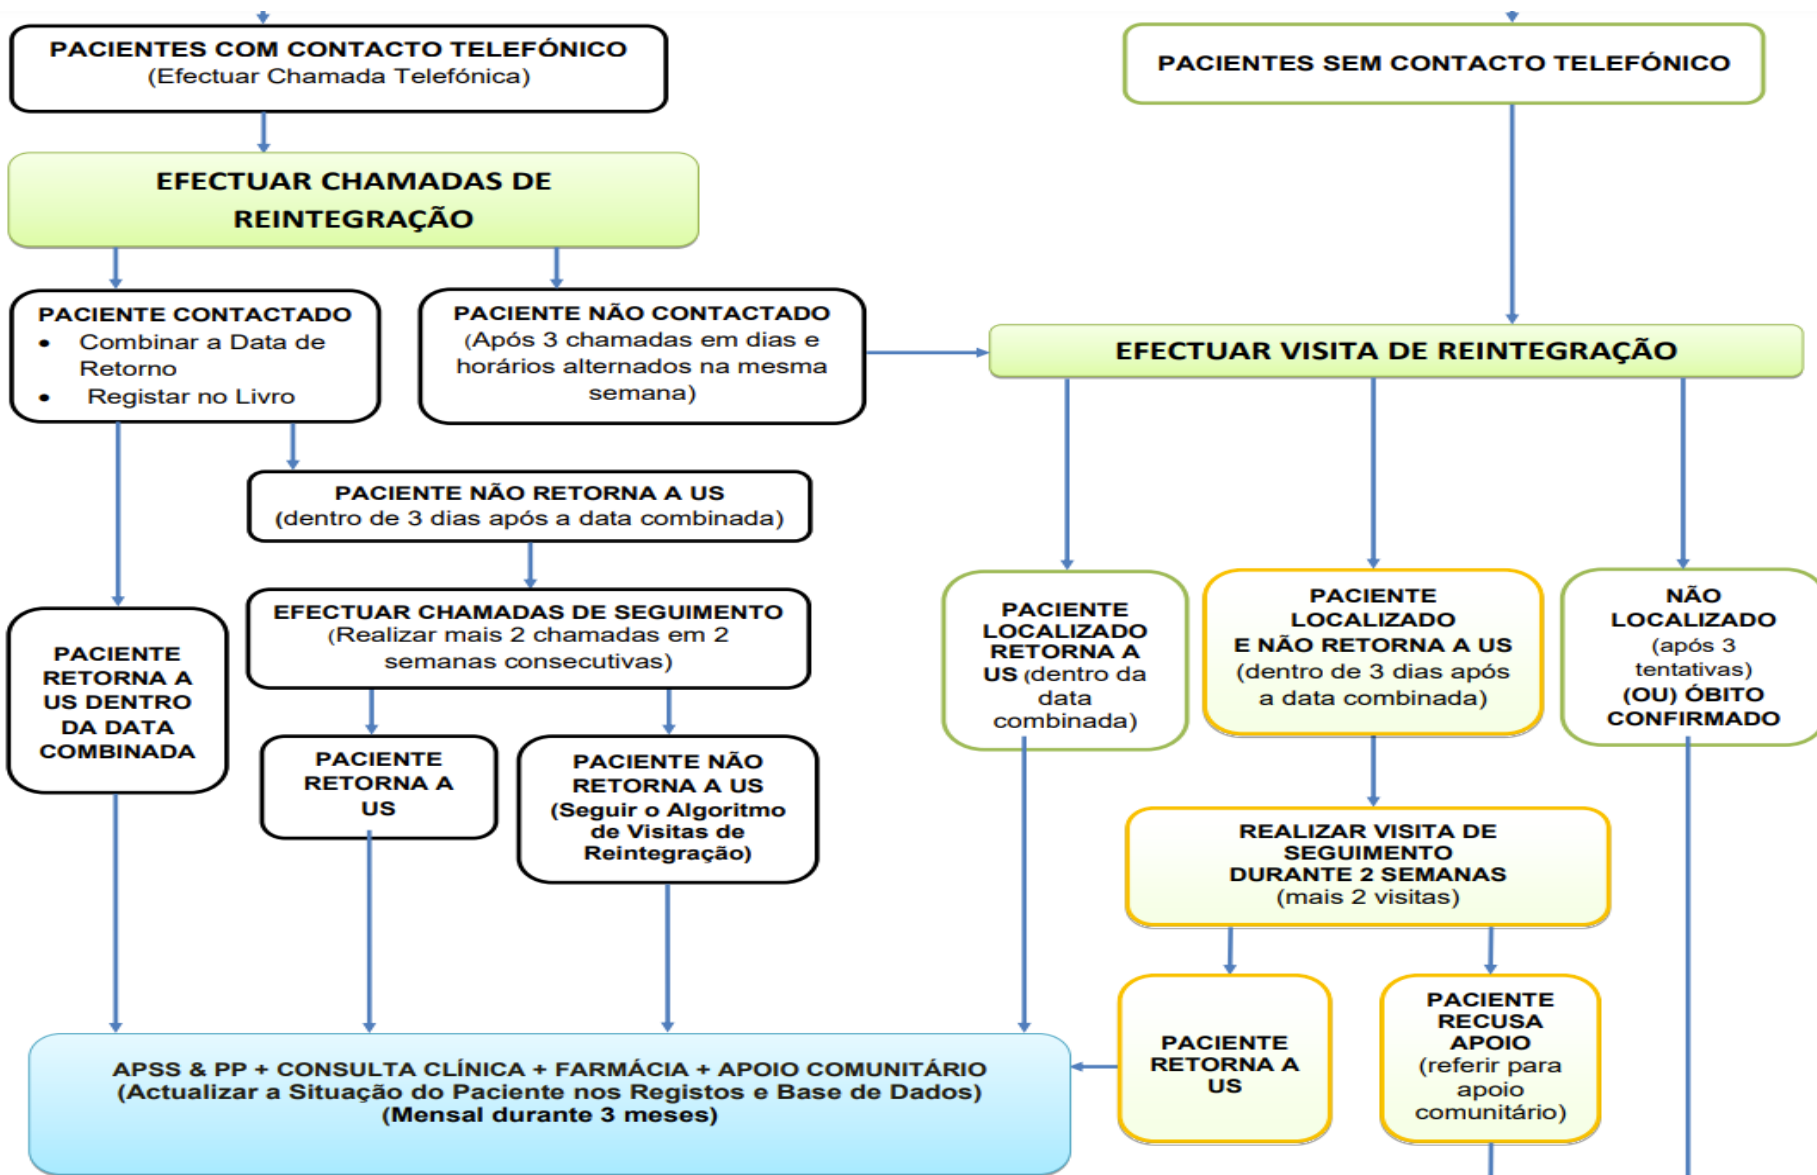 PACIENTES COM CONTACTO TELEFÓNICO
(Efectuar Chamada Telefónica)
PACIENTES SEM CONTACTO TELEFÓNICO
EFECTUAR CHAMADAS DE
REINTEGRAÇÃO
PACIENTE CONTACTADO
• Combinar a Data de
Retorno
• Registar no Livro
PACIENTE NÃO CONTACTADO
(Após 3 chamadas em dias e
horários alternados na mesma
semana)
EFECTUAR VISITA DE REINTEGRAÇÃO
PACIENTE NÃO RETORNA A US
(dentro de 3 dias após a data combinada)
EFECTUAR CHAMADAS DE SEGUIMENTO
(Realizar mais 2 chamadas em 2
semanas consecutivas)
PACIENTE
RETORNA A
US DENTRO
DA DATA
COMBINADA
PACIENTE
RETORNA A
US
PACIENTE NÃO
RETORNA A US
(Seguir o Algoritmo
de Visitas de
Reintegração)
PACIENTE
LOCALIZADO
RETORNA A
US (dentro da
data
combinada)
PACIENTE
LOCALIZADO
E NÃO RETORNA A US
(dentro de 3 dias após
a data combinada)
NÃO
LOCALIZADO
(após 3
tentativas)
(OU) ÓBITO
CONFIRMADO
REALIZAR VISITA DE
SEGUIMENTO
DURANTE 2 SEMANAS
(mais 2 visitas)
PACIENTE
RETORNA A
US
PACIENTE
RECUSA
APOIO
(referir para
apoio
comunitário)
APSS & PP + CONSULTA CLÍNICA + FARMÁCIA + APOIO COMUNITÁRIO
(Actualizar a Situação do Paciente nos Registos e Base de Dados)
(Mensal durante 3 meses)